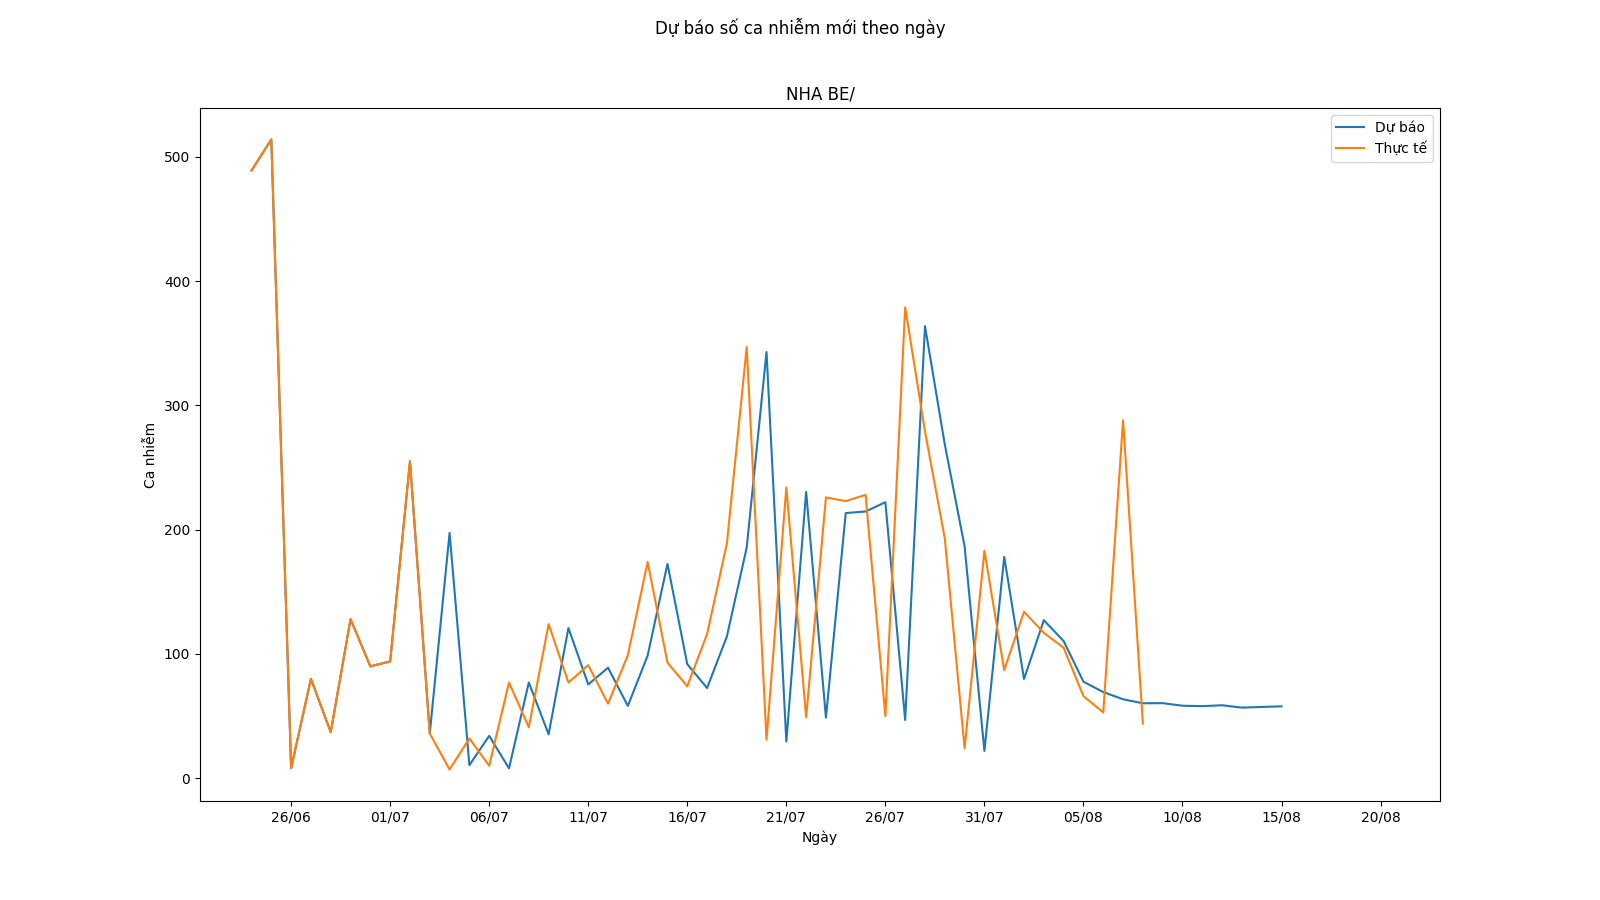 Dự báo số ca nhiễm mới theo ngày
NHA BE/
Dự báo
Thực tế
500
400
300
200
100
0
Ca nhiễm
26/06 01/07 06/07 11/07 16/07 21/07 26/07 31/07 05/08 10/08 15/08 20/08
Ngày